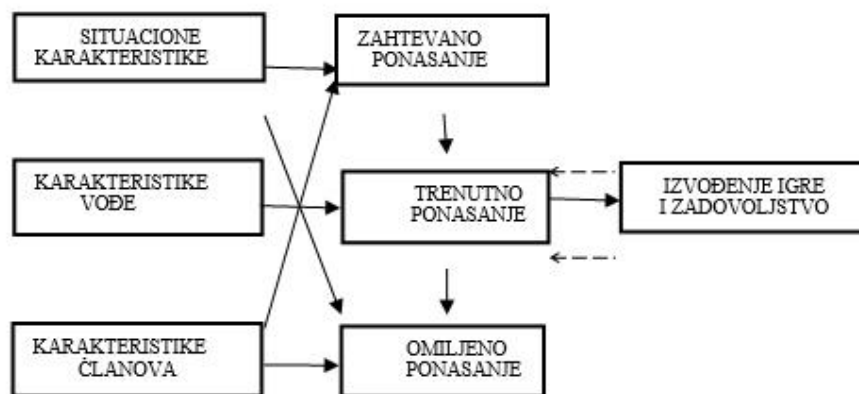 SITUACIONE
KARAKTERISTIKE
ZAHTEVANO
PONASANJE
KARAKTERISTIKE
VOĐE
TRENUTNO
PONASANJE
IZVOĐENJE IGRE
I ZADOVOLJSTVO
KARAKTERISTIKE
ČLANOVA
OMILJENO
PONASANJE